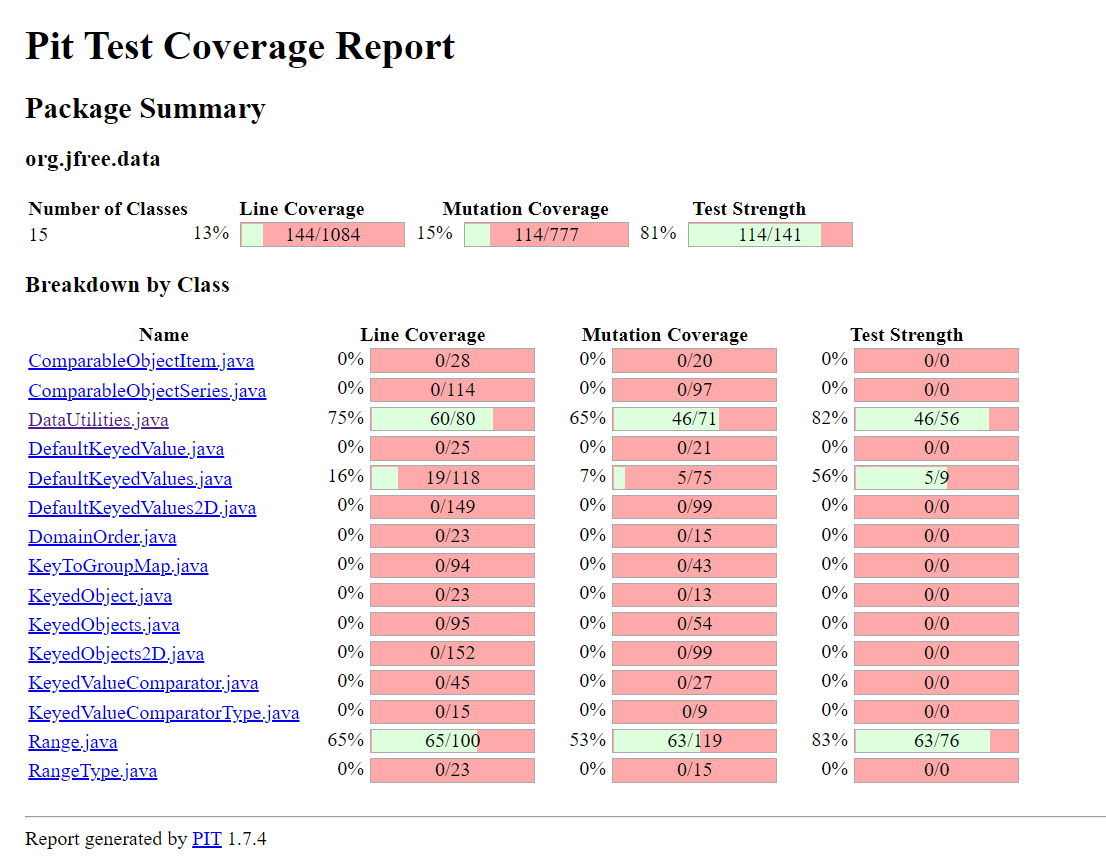 Pit Test Coverage Report
Package Summary
org.jfree.data
Number of Classes Line Coverage Mutation Coverage Test Strength
15 13% 144/1084 15% 114/777 81% 114/141
Breakdown by Class
Name Line Coverage Mutation Coverage Test Strength
ComparableObjectItem.java 0% 0/28 0% 0/20 0% 0/0
ComparableObjectSeries.java 0% 0/114 0% 0/97 0% 0/0
DataUtilities.java 75% 60/80 65% 46/71 82% 46/56
DefaultKeyedValue.java 0% 0/25 0% 0/21 0% 0/0
DefaultKeyedValues.java 16% 19/118 7% 5/75 56% 5/9
DefaultKeyedValues2D.java 0% 0/149 0% 0/99 0% 0/0
DomainOrder.java 0% 0/23 0% 0/15 0% 0/0
KeyToGroupMap.java 0% 0/94 0% 0/43 0% 0/0
KeyedObject.java 0% 0/23 0% 0/13 0% 0/0
KeyedObjects.java 0% 0/95 0% 0/54 0% 0/0
KeyedObjects2D.java 0% 0/152 0% 0/99 0% 0/0
KeyedValueComparator.java 0% 0/45 0% 0/27 0% 0/0
KeyedValueComparatorType.java 0% 0/15 0% 0/9 0% 0/0
Range.java 65% 65/100 53% 63/119 83% 63/76
RangeType.java 0% 0/23 0% 0/15 0% 0/0
Report generated by PIT 1.7.4